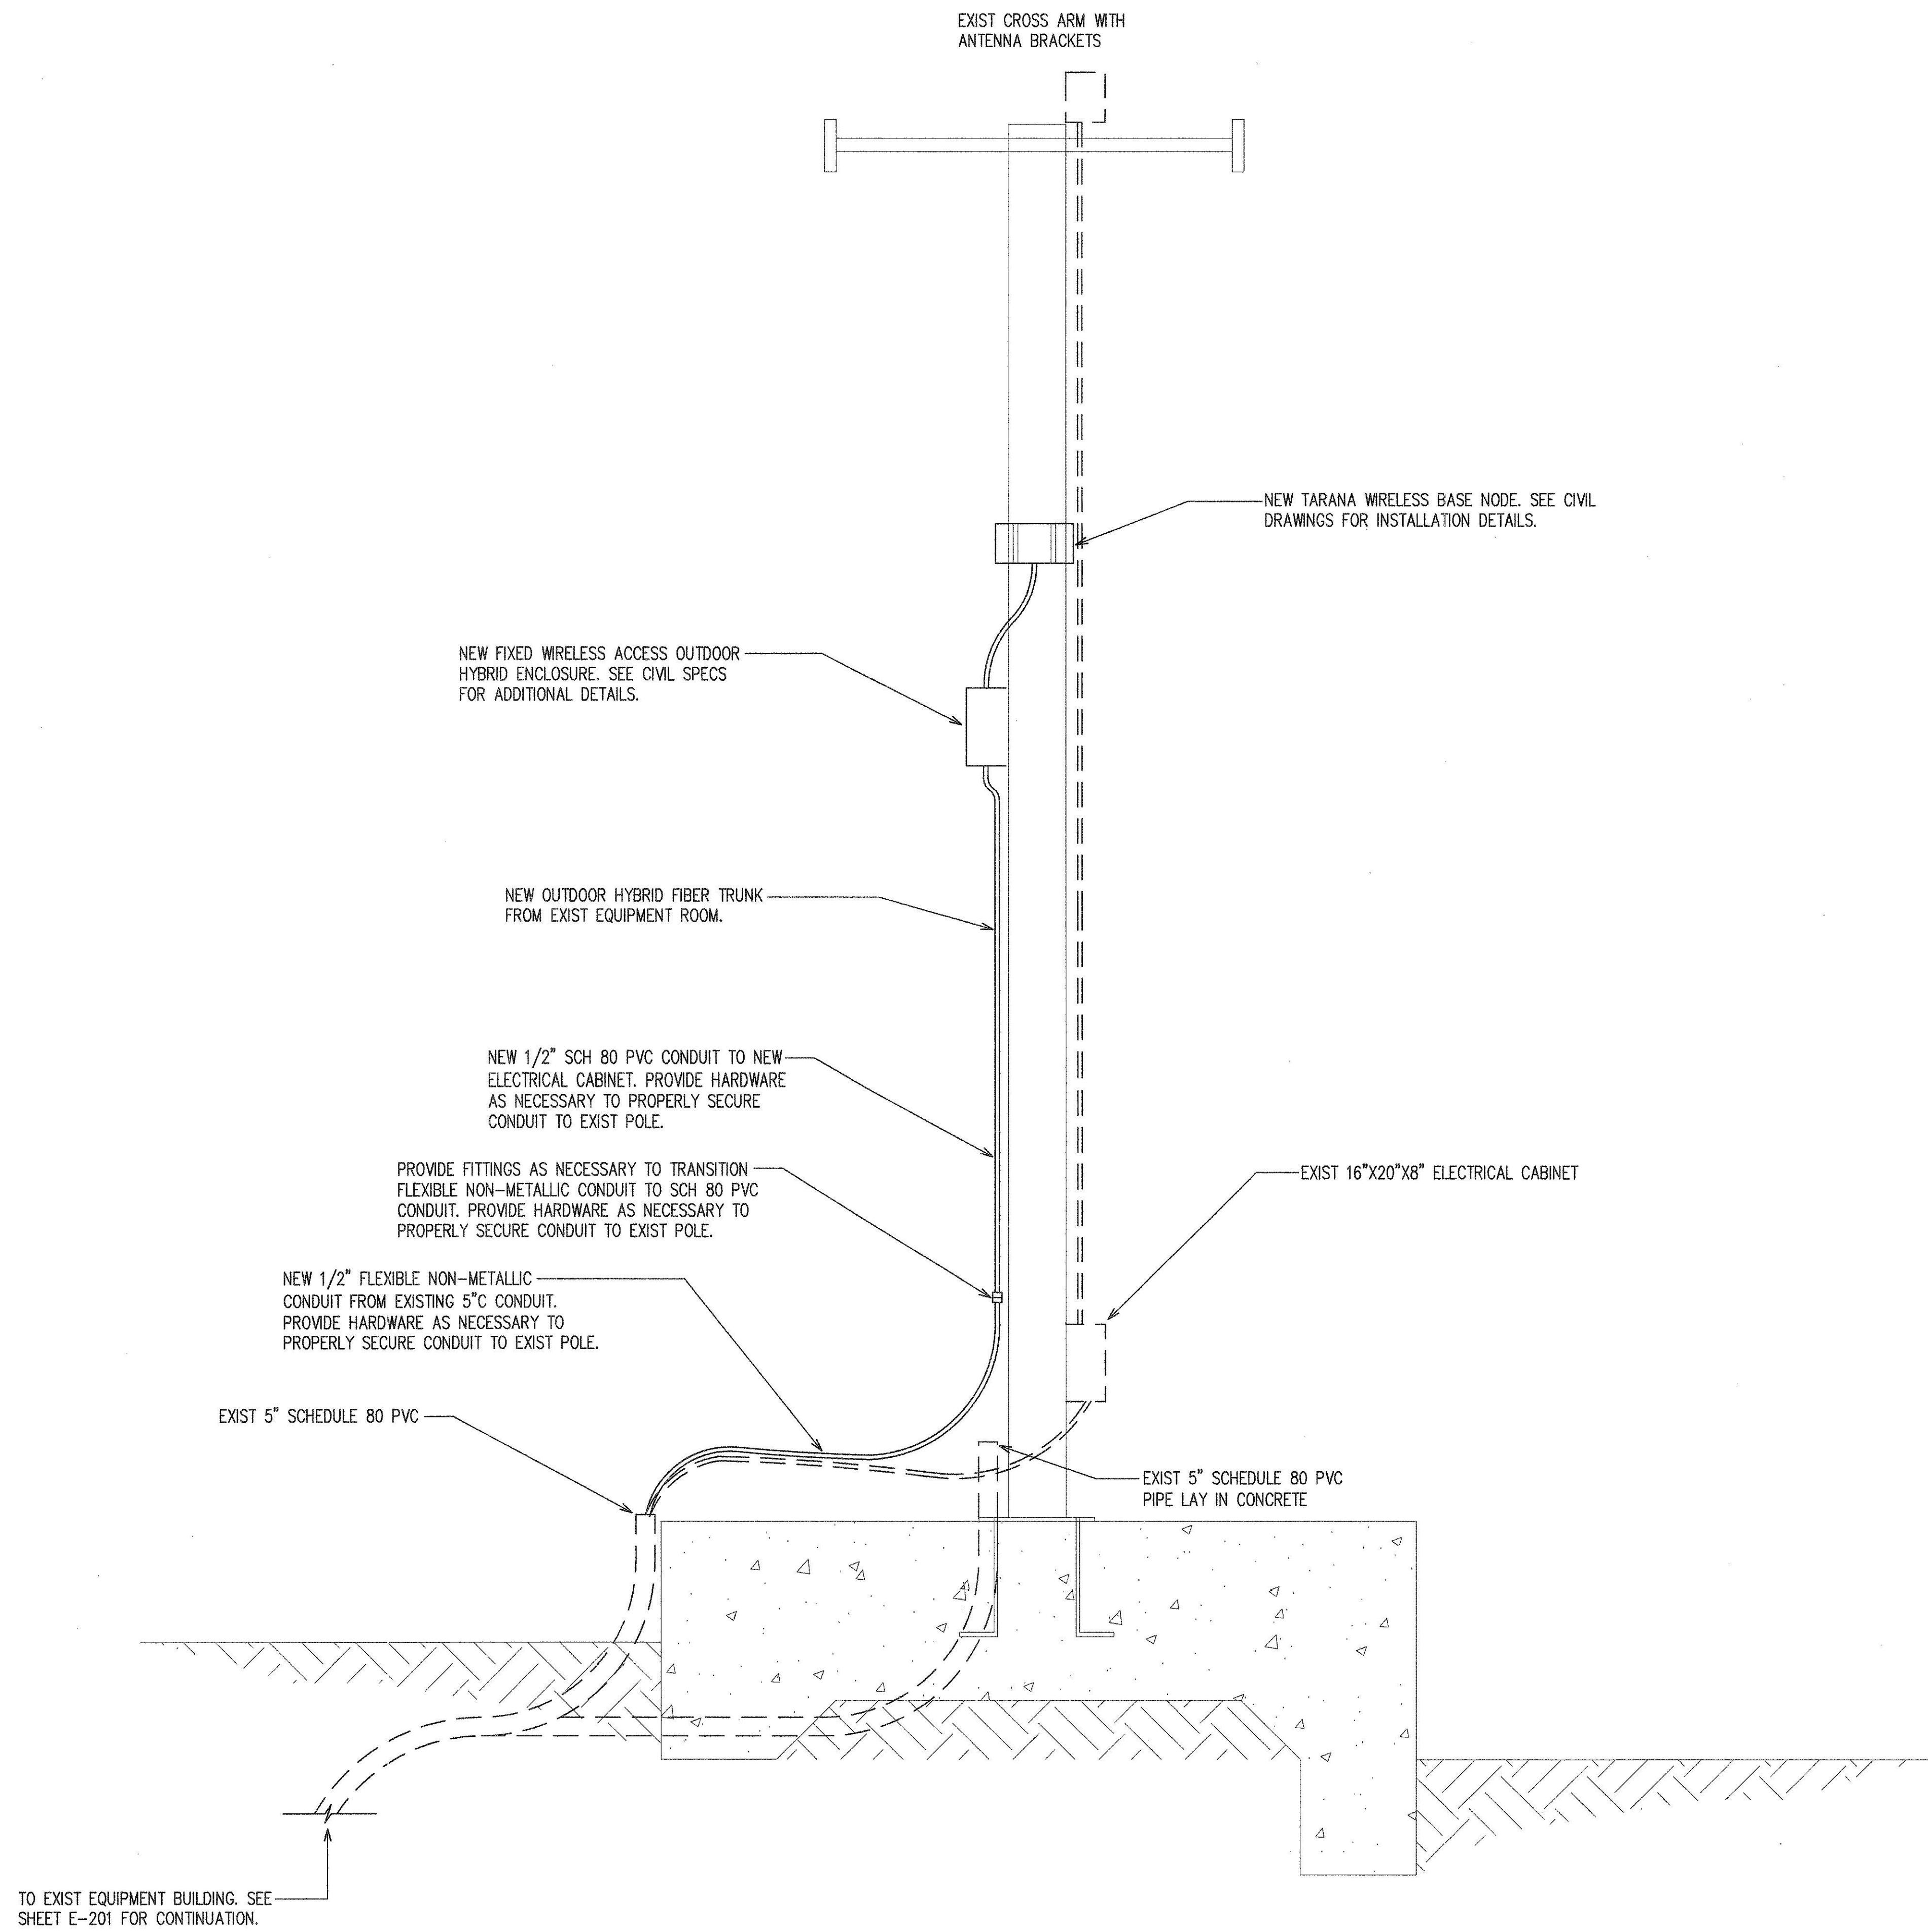 EXIST CROSS ARM WITH
ANTENNA BRACKETS
NEW TARANA WIRELESS BASE NODE. SEE CIVIL
DRAWINGS FOR INSTALLATION DETAILS.
NEW FIXED WIRELESS ACCESS OUTDOOR
HYBRID ENCLOSURE. SEE CIVIL SPECS
FOR ADDITIONAL DETAILS.
NEW OUTDOOR HYBRID FIBER TRUNK
FROM EXIST EQUIPMENT ROOM.
NEW 1/2" SCH 80 PVC CONDUIT TO NEW
ELECTRICAL CABINET. PROVIDE HARDWARE
AS NECESSARY TO PROPERLY SECURE
CONDUIT TO EXIST POLE.
PROVIDE FITTINGS AS NECESSARY TO TRANSITION
FLEXIBLE NON-METALLIC CONDUIT TO SCH 80 PVC
CONDUIT. PROVIDE HARDWARE AS NECESSARY TO
PROPERLY SECURE CONDUIT TO EXIST POLE.
EXIST 16"X20"X8" ELECTRICAL CABINET
NEW 1/2" FLEXIBLE NON-METALLIC
CONDUIT FROM EXISTING 5"C CONDUIT.
PROVIDE HARDWARE AS NECESSARY TO
PROPERLY SECURE CONDUIT TO EXIST POLE.
EXIST 5" SCHEDULE 80 PVC
EXIST 5" SCHEDULE 80 PVC
PIPE LAY IN CONCRETE
TO EXIST EQUIPMENT BUILDING. SEE
SHEET E-201 FOR CONTINUATION.